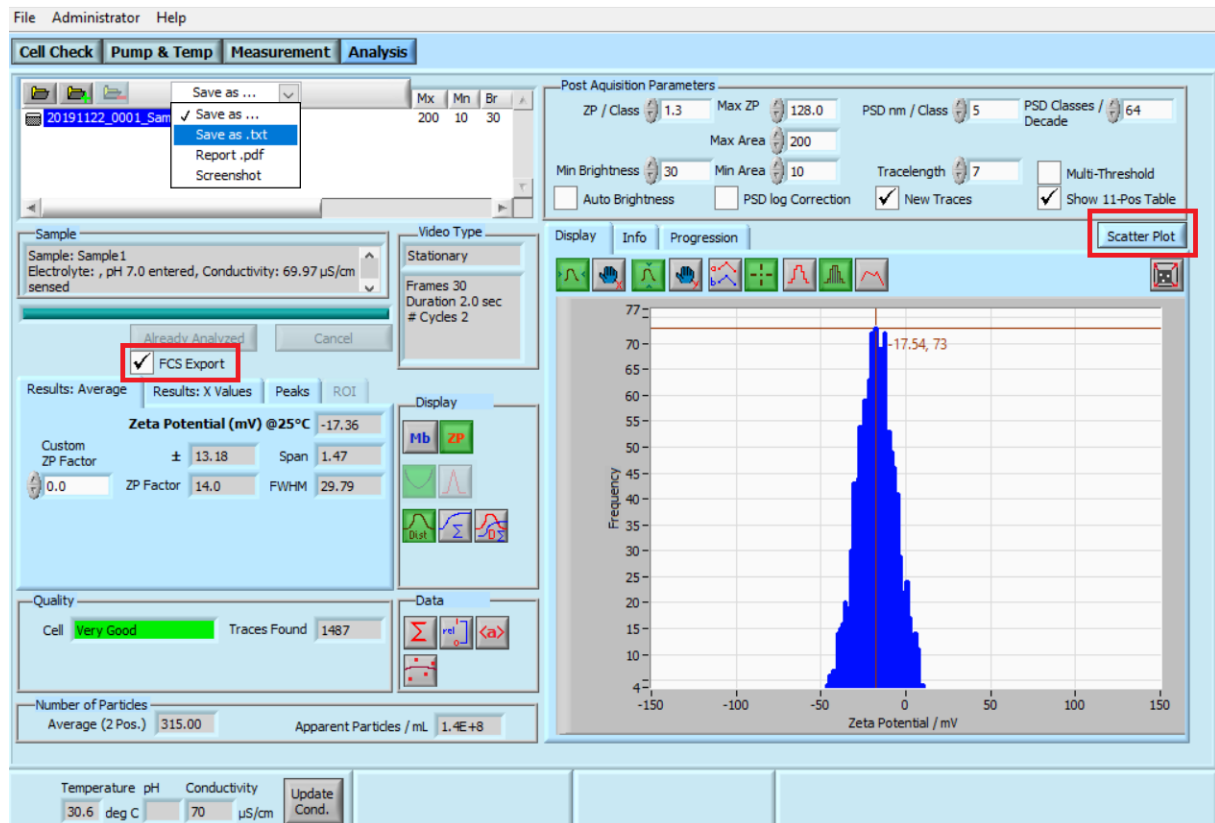 File Administrator Help
Cell Check Pump & Temp Measurement Analysis
Save as ...
Mx Mn Br
20191122_0001_Sam
200 10 30
✓ Save as ...
Save as .txt
Report .pdf
Screenshot
Post Aquisition Parameters
ZP / Class 1.3 Max ZP 128.0 PSD nm / Class 5 PSD Classes / Decade 64
Max Area 200
Min Brightness 30 Min Area 10 Tracelength 7 Multi-Threshold
Auto Brightness PSD log Correction New Traces Show 11-Pos Table
Sample
Sample: Sample1
Electrolyte: , pH 7.0 entered, Conductivity: 69.97 µS/cm
sensed
Video Type
Stationary
Frames 30
Duration 2.0 sec
# Cycles 2
Already Analyzed Cancel
FCS Export
Results: Average Results: X Values Peaks ROI
Zeta Potential (mV) @25°C -17.36
Custom
ZP Factor
± 13.18 Span 1.47
0.0 ZP Factor 14.0 FWHM 29.79
Display
Mb ZP
Dist Σ DΣ
Quality
Cell Very Good Traces Found 1487
Data
Σ rel 1 0 <a>
Number of Particles
Average (2 Pos.) 315.00 Apparent Particles / mL 1.4E+8
Display Info Progression Scatter Plot
x y
77
70
65
60
55
50
45
40
35
30
25
20
15
10
4
Frequency
-17.54, 73
-150 -100 -50 0 50 100 150
Zeta Potential / mV
Temperature pH Conductivity
30.6 deg C 70 µS/cm
Update
Cond.